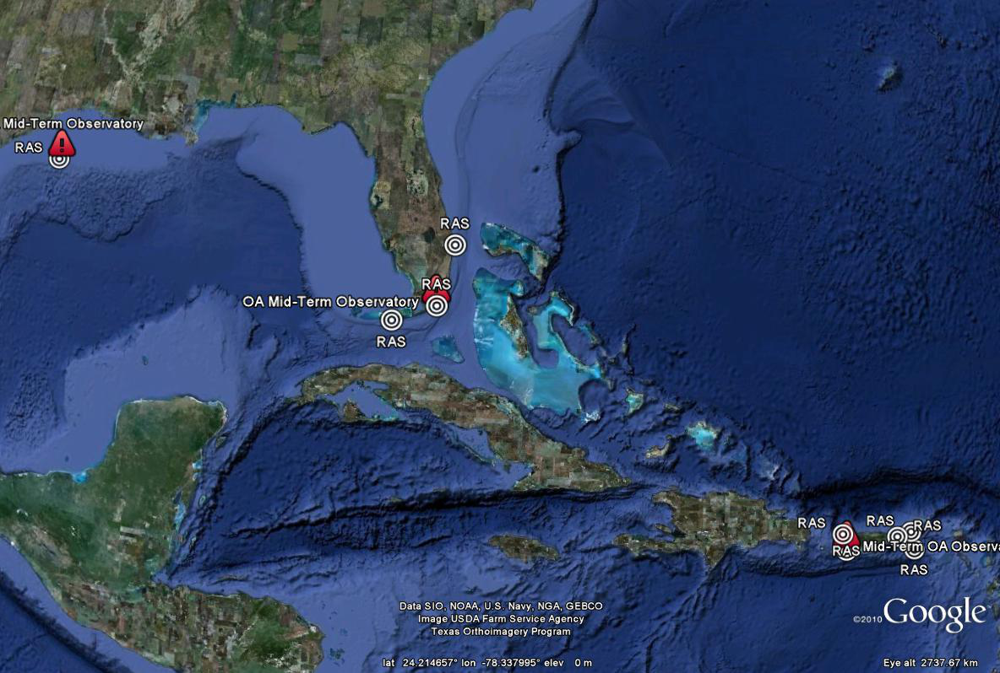 Mid-Term Observatory
RAS
RAS
RAS
OA Mid-Term Observatory
RAS
RAS
RAS
RAS
RAS
Mid-Term OA Observa
RAS
Data SIO, NOAA, U.S. Navy, NGA, GEBCO
Image USDA Farm Service Agency
Texas Orthoimagery Program
©2010 Google
lat 24.214657° lon -78.337995° elev 0 m
Eye alt 2737.67 km